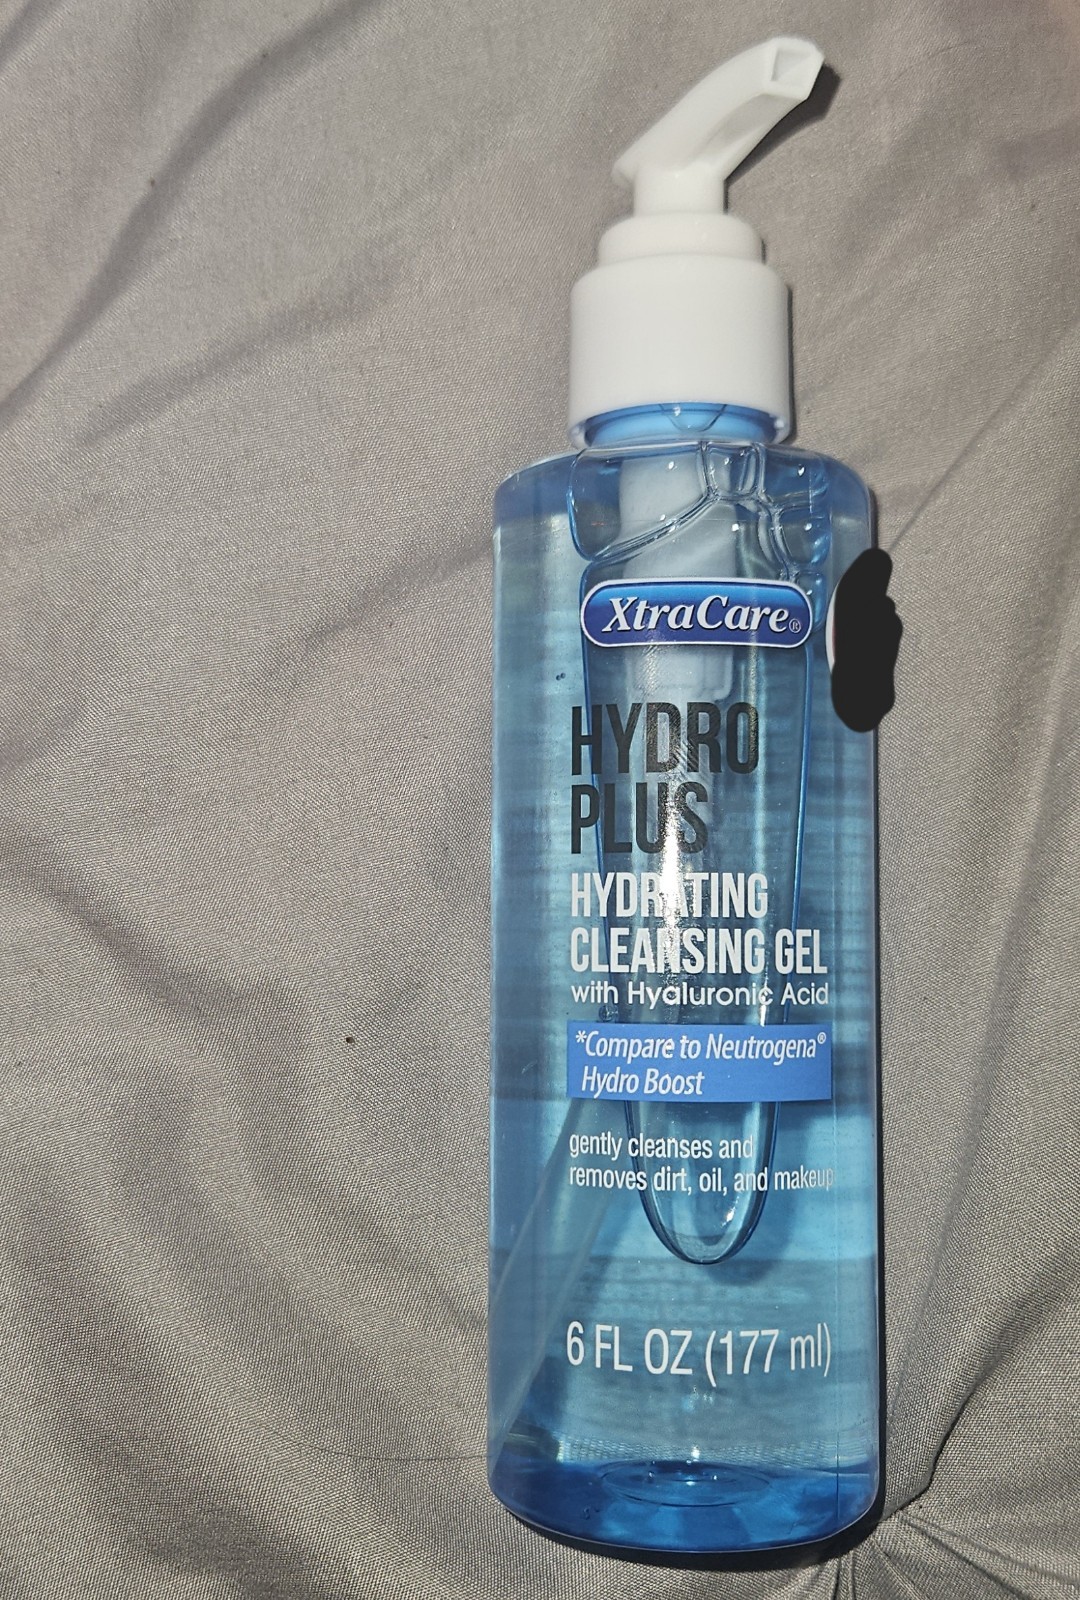 XtraCare®
HYDRO
PLUS
HYDRATING
CLEANSING GEL
with Hyaluronic Acid
*Compare to Neutrogena®
Hydro Boost
gently cleanses and
removes dirt, oil, and makeup
6 FL OZ (177 ml)